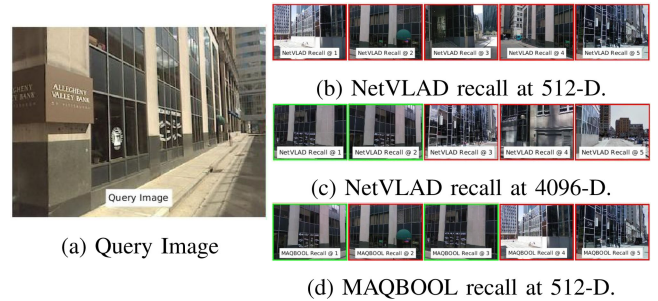 ALLEGHENY
VALLEY BANK
Query Image
(a) Query Image
NetVLAD Recall @ 1
NetVLAD Recall @ 2
NetVLAD Recall @ 3
NetVLAD Recall @ 4
NetVLAD Recall @ 5
(b) NetVLAD recall at 512-D.
NetVLAD Recall @ 1
NetVLAD Recall @ 2
NetVLAD Recall @ 3
NetVLAD Recall @ 4
NetVLAD Recall @ 5
(c) NetVLAD recall at 4096-D.
MAQBOOL Recall @ 1
MAQBOOL Recall @ 2
MAQBOOL Recall @ 3
MAQBOOL Recall @ 4
MAQBOOL Recall @ 5
(d) MAQBOOL recall at 512-D.